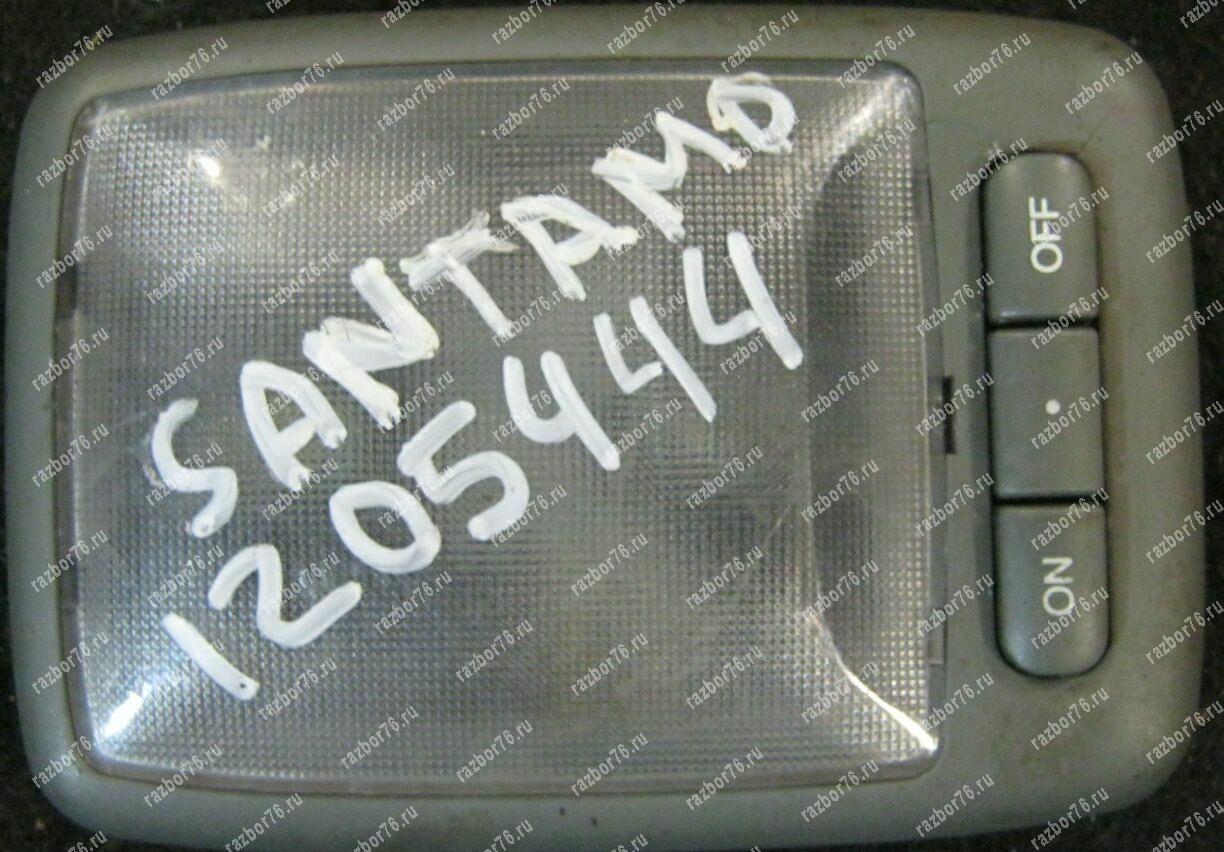 SANTAMO
1205444
OFF
ON
razbor76.ru